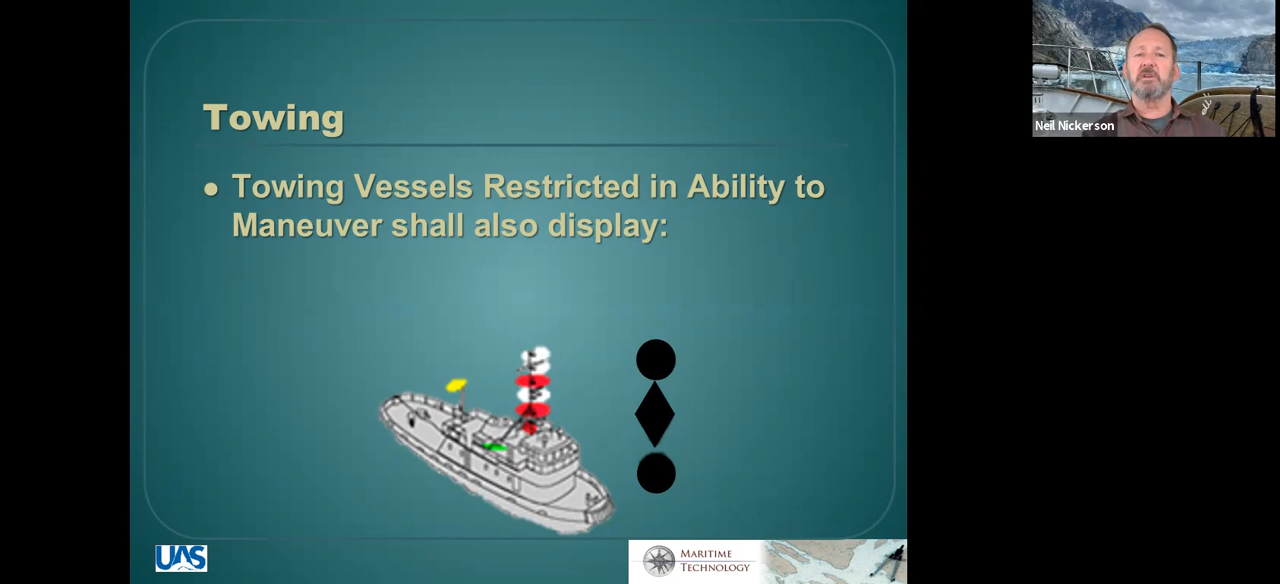 Towing
Towing Vessels Restricted in Ability to
Maneuver shall also display:
Neil Nickerson
UAS
MARITIME
TECHNOLOGY